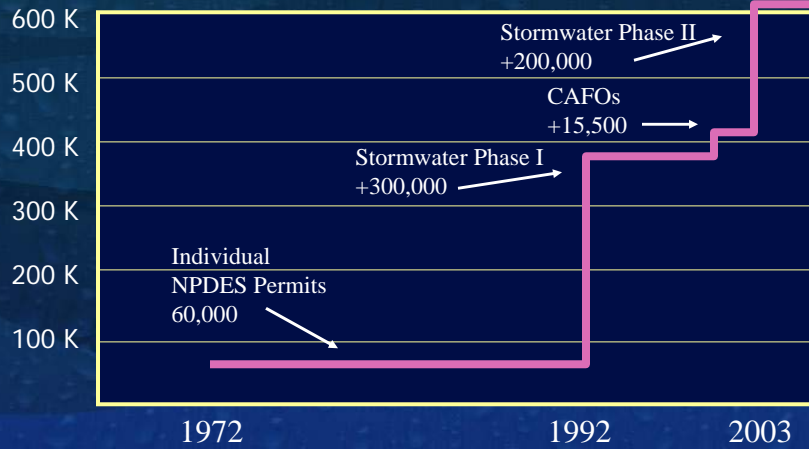 600 K
500 K
400 K
300 K
200 K
100 K
Stormwater Phase II
+200,000
CAFOs
+15,500
Stormwater Phase I
+300,000
Individual
NPDES Permits
60,000
1972
1992
2003